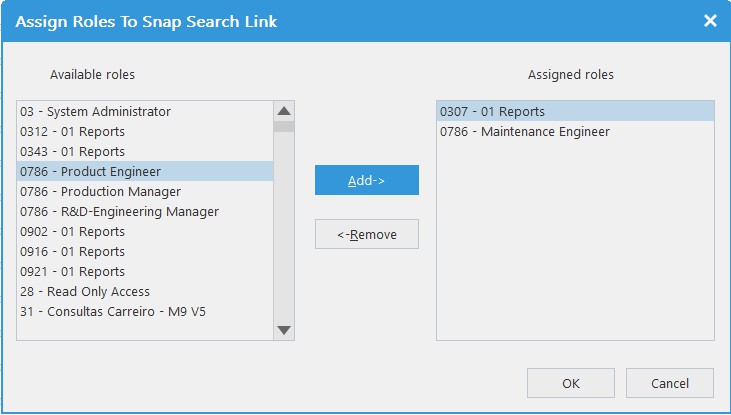 Assign Roles To Snap Search Link
Available roles
Assigned roles
03 - System Administrator
0312 - 01 Reports
0343 - 01 Reports
0786 - Product Engineer
0786 - Production Manager
0786 - R&D-Engineering Manager
0902 - 01 Reports
0916 - 01 Reports
0921 - 01 Reports
28 - Read Only Access
31 - Consultas Carreiro - M9 V5
Add->
<-Remove
0307 - 01 Reports
0786 - Maintenance Engineer
OK
Cancel